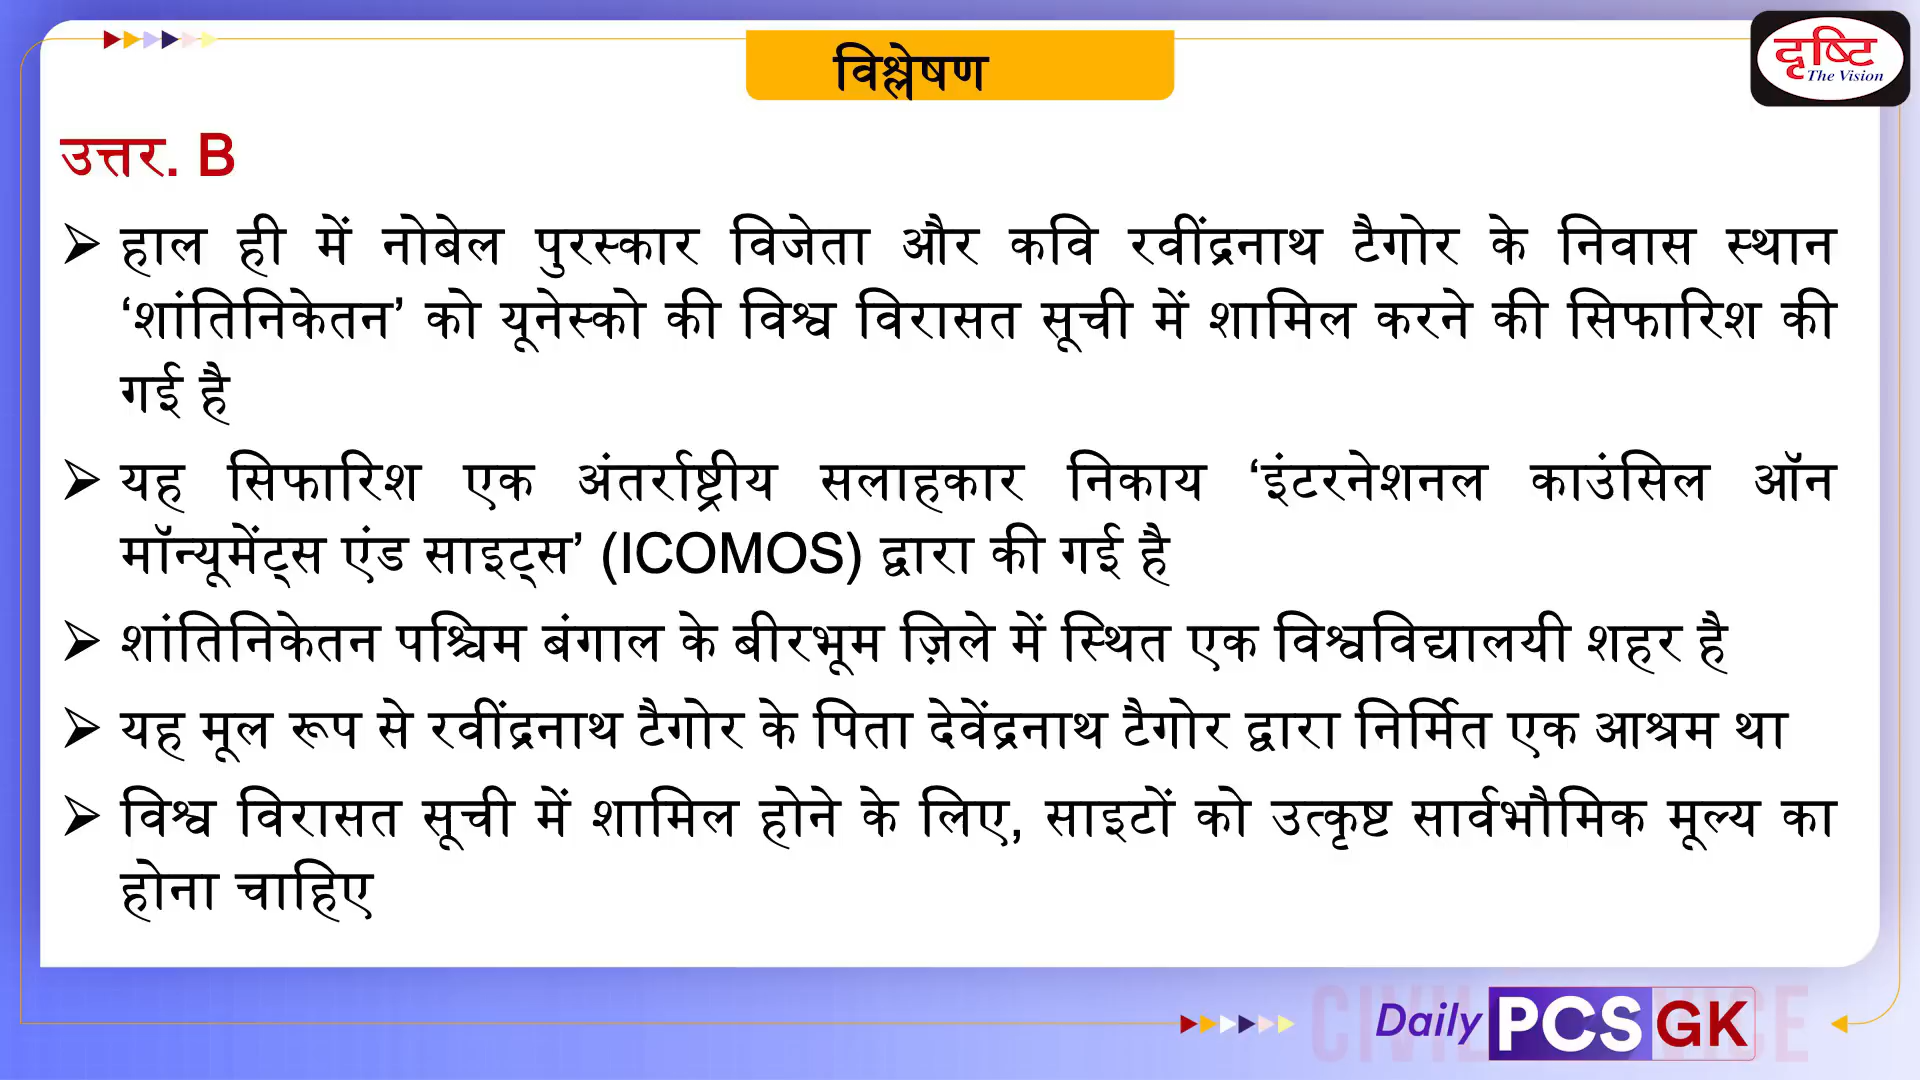 विश्लेषण
दृष्टि
The Vision
उत्तर. B
हाल ही में नोबेल पुरस्कार विजेता और कवि रवींद्रनाथ टैगोर के निवास स्थान
‘शांतिनिकेतन’ को यूनेस्को की विश्व विरासत सूची में शामिल करने की सिफारिश की
गई है
यह सिफारिश एक अंतर्राष्ट्रीय सलाहकार निकाय ‘इंटरनेशनल काउंसिल ऑन
मॉन्यूमेंट्स एंड साइट्स’ (ICOMOS) द्वारा की गई है
शांतिनिकेतन पश्चिम बंगाल के बीरभूम ज़िले में स्थित एक विश्वविद्यालयी शहर है
यह मूल रूप से रवींद्रनाथ टैगोर के पिता देवेंद्रनाथ टैगोर द्वारा निर्मित एक आश्रम था
विश्व विरासत सूची में शामिल होने के लिए, साइटों को उत्कृष्ट सार्वभौमिक मूल्य का
होना चाहिए
Daily PCS GK